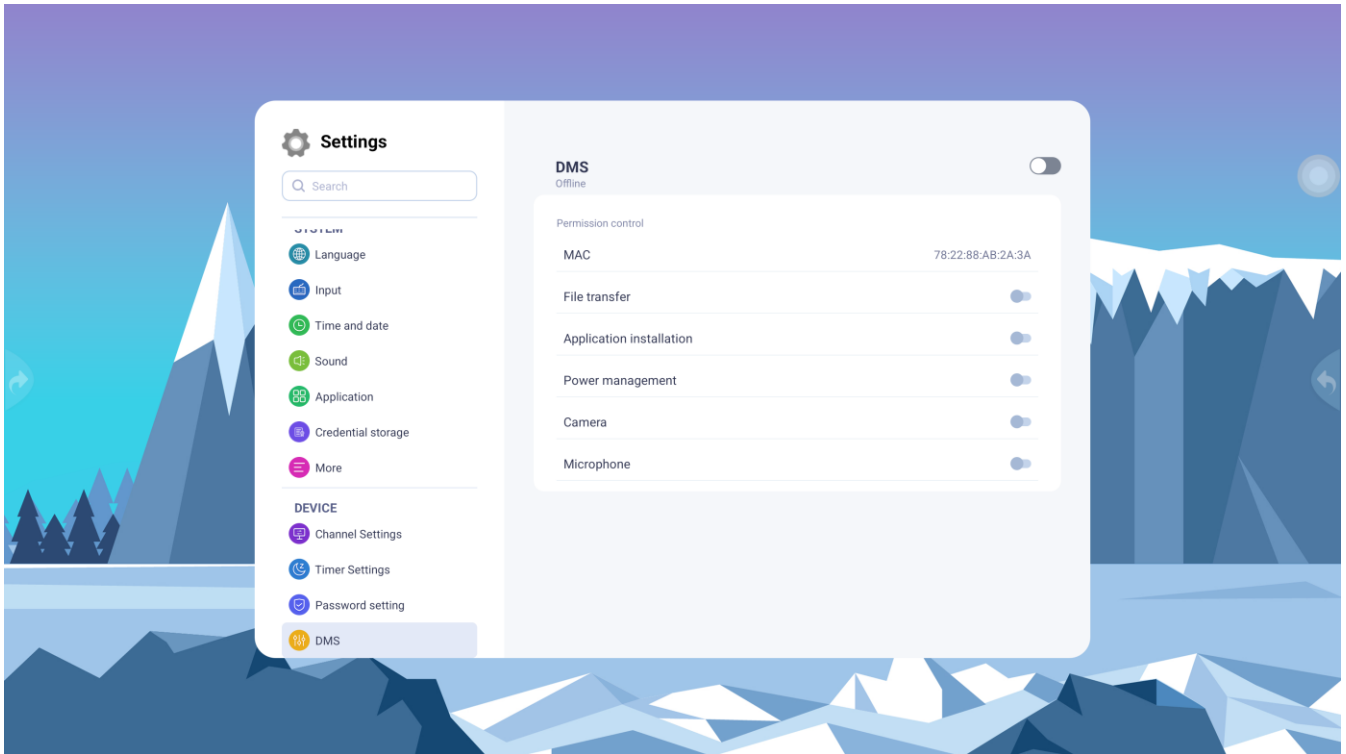 Settings
Search
SYSTEM
Language
Input
Time and date
Sound
Application
Credential storage
More
DEVICE
Channel Settings
Timer Settings
Password setting
DMS
DMS
Offline
Permission control
MAC 78:22:88:AB:2A:3A
File transfer
Application installation
Power management
Camera
Microphone